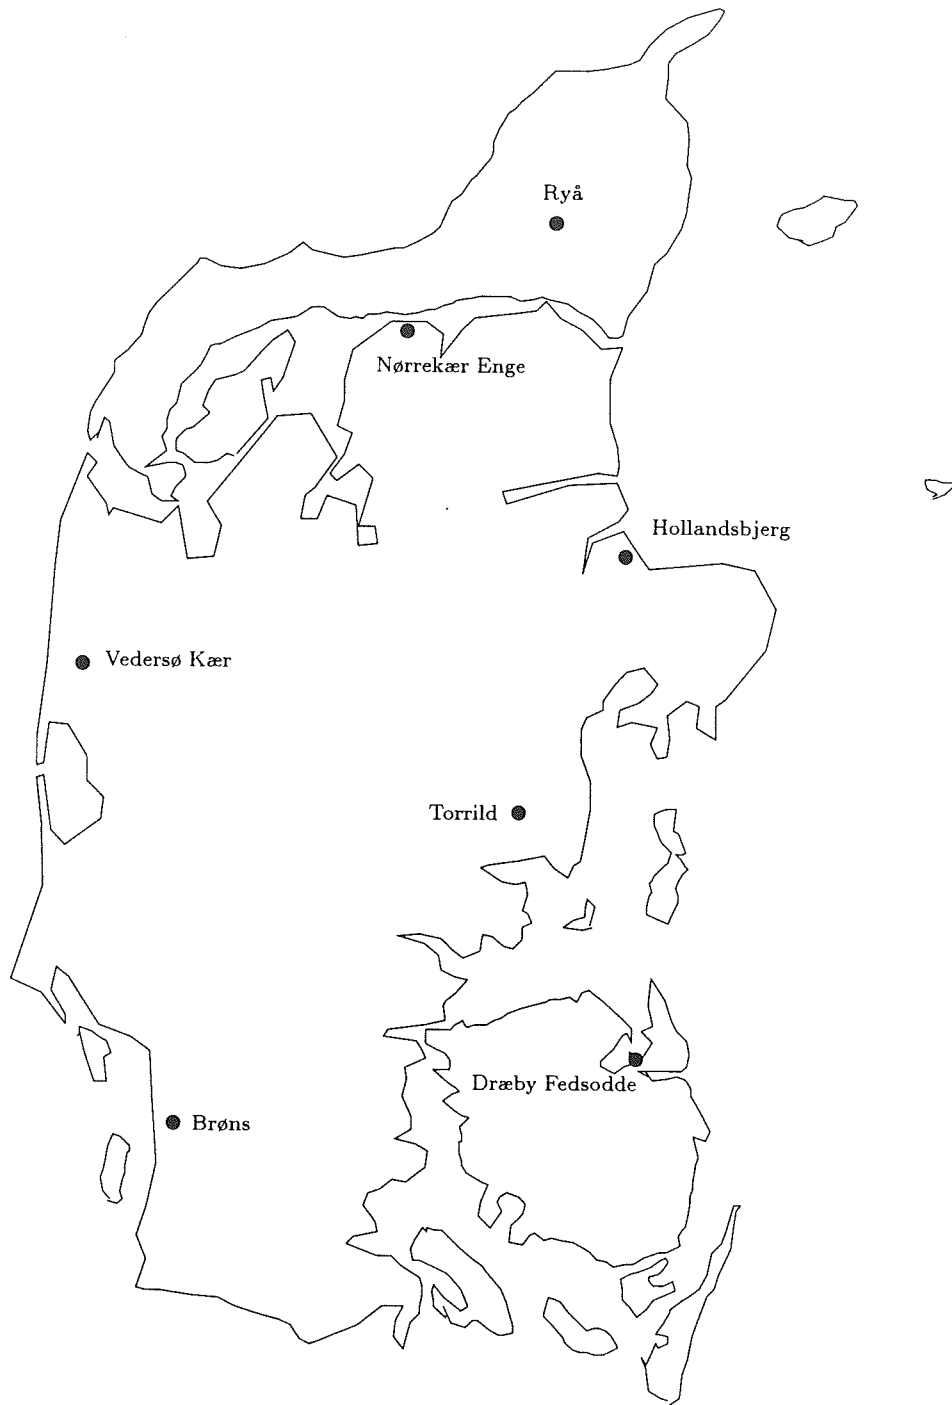 Ryå
Nørrekær Enge
Hollandsbjerg
Vedersø Kær
Torrild
Dræby Fedsodde
Brøns